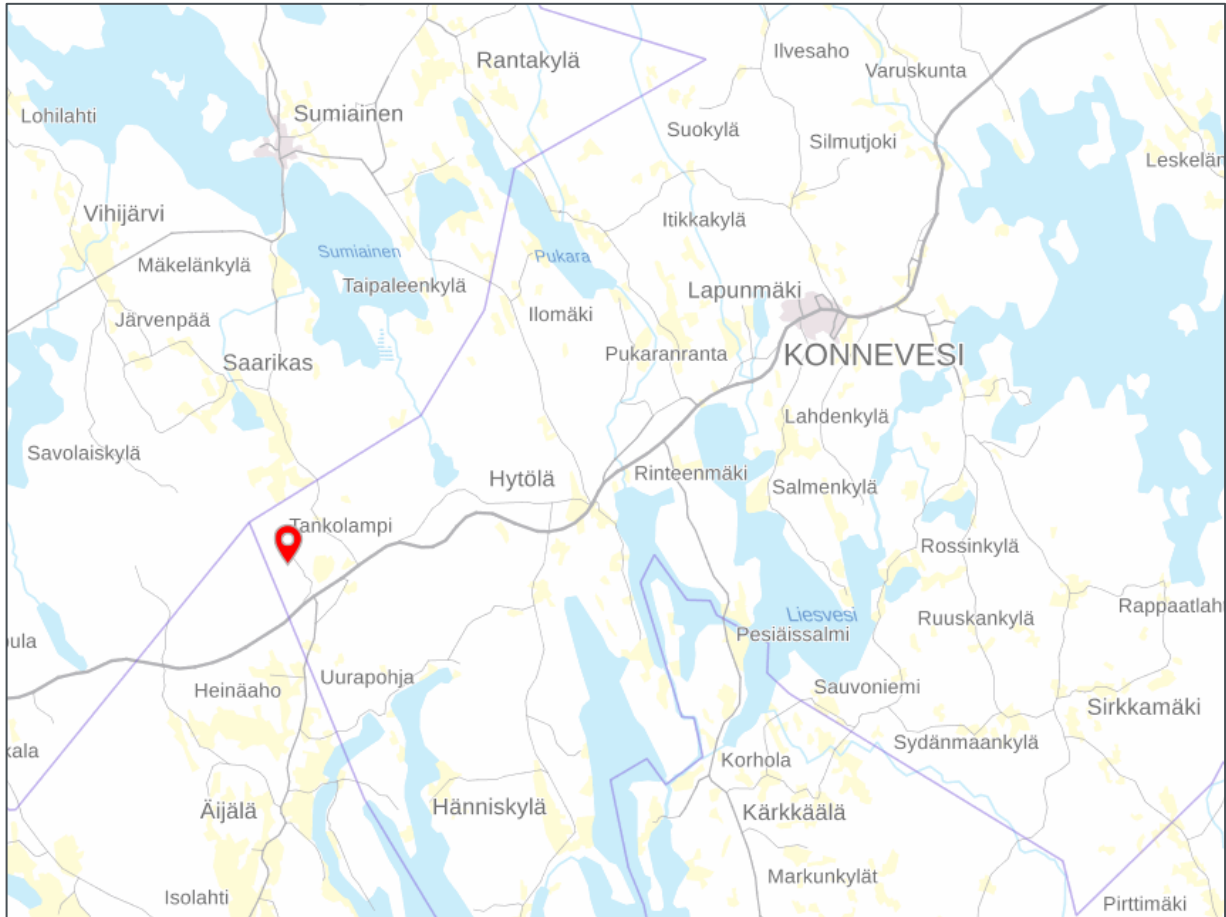 Ilvesaho
Rantakylä
Varuskunta
Lohilahti
Sumiainen
Suokylä
Silmutjoki
Leskelän
Vihijärvi
Itikkakylä
Sumiainen
Pukara
Mäkelänkylä
Taipaleenkylä
Lapunmäki
Järvenpää
Ilomäki
Pukaranranta
KONNEVESI
Saarikas
Lahdenkylä
Savolaiskylä
Hytölä
Rinteenmäki
Salmenkylä
Tankolampi
Rossinkylä
Rappaatlah
Liesvesi
Ruuskankylä
Pesiäissalmi
ula
Uurapohja
Heinäaho
Sauvoniemi
Sirkkamäki
Sydänmaankylä
kala
Korhola
Äijälä
Hänniskylä
Kärkkäälä
Markunkylät
Isolahti
Pirttimäki